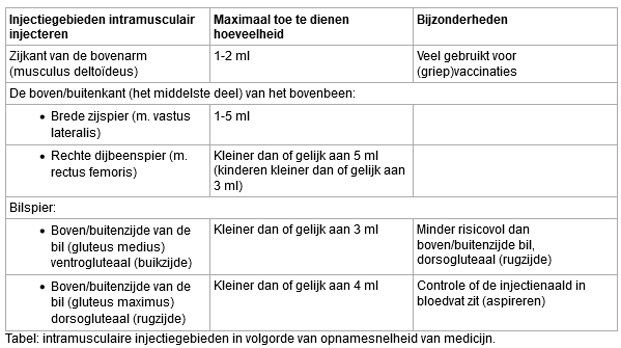 Injectiegebieden intramusculair
injecteren
Maximaal toe te dienen
hoeveelheid
Bijzonderheden
Zijkant van de bovenarm
(musculus deltoïdeus)
1-2 ml
Veel gebruikt voor
(griep)vaccinaties
De boven/buitenkant (het middelste deel) van het bovenbeen:
• Brede zijspier (m. vastus
lateralis)
1-5 ml
• Rechte dijbeenspier (m.
rectus femoris)
Kleiner dan of gelijk aan 5 ml
(kinderen kleiner dan of gelijk aan
3 ml)
Bilspier:
• Boven/buitenzijde van de
bil (gluteus medius)
ventrogluteaal (buikzijde)
Kleiner dan of gelijk aan 3 ml
Minder risicovol dan
boven/buitenzijde bil,
dorsogluteaal (rugzijde)
• Boven/buitenzijde van de
bil (gluteus maximus)
dorsogluteaal (rugzijde)
Kleiner dan of gelijk aan 4 ml
Controle of de injectienaald in
bloedvat zit (aspireren)
Tabel: intramusculaire injectiegebieden in volgorde van opnamesnelheid van medicijn.